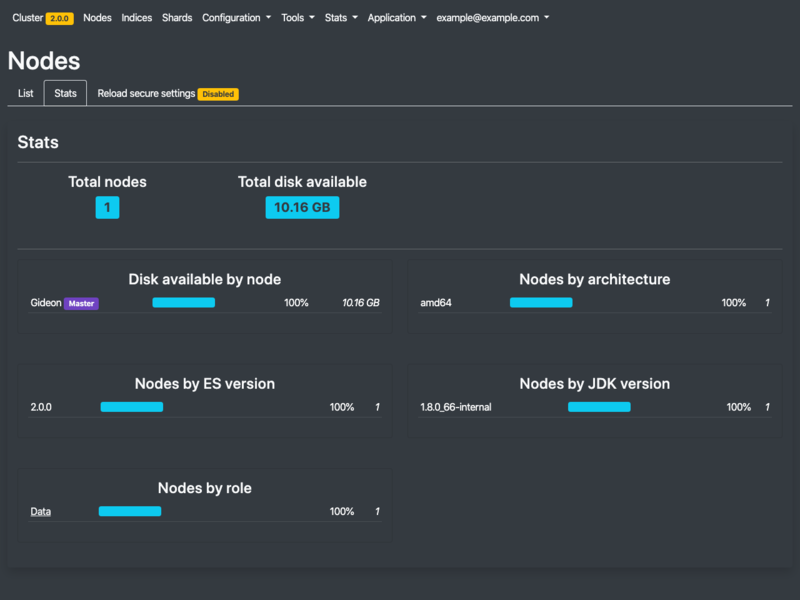 Cluster 2.0.0 Nodes Indices Shards Configuration Tools Stats Application example@example.com
Nodes
List Stats Reload secure settings Disabled
Stats
Total nodes Total disk available
1 10.16 GB
Disk available by node
Gideon Master 100% 10.16 GB
Nodes by architecture
amd64 100% 1
Nodes by ES version
2.0.0 100% 1
Nodes by JDK version
1.8.0_66-internal 100% 1
Nodes by role
Data 100% 1